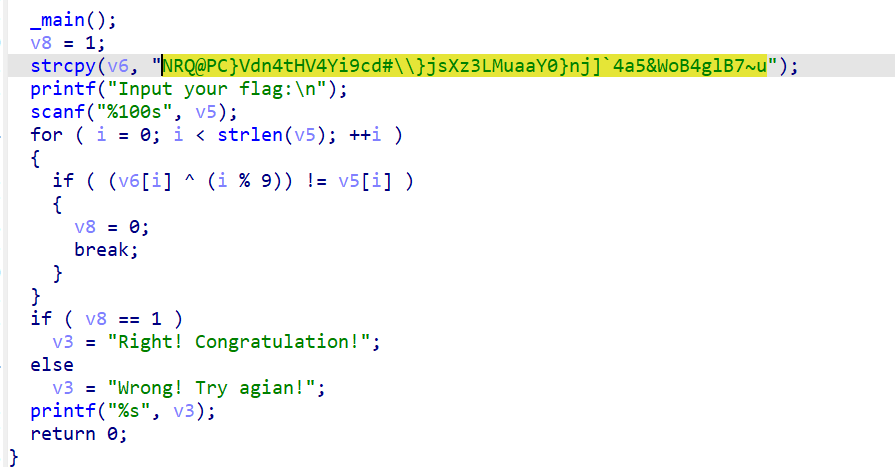 _main();
v8 = 1;
strcpy(v6, "NRQ@PC}Vdn4tHV4Yi9cd#\\}jsXz3LMuaaY0}nj]`4a5&WoB4glB7~u");
printf("Input your flag:\n");
scanf("%100s", v5);
for ( i = 0; i < strlen(v5); ++i )
{
if ( (v6[i] ^ (i % 9)) != v5[i] )
{
v8 = 0;
break;
}
}
if ( v8 == 1 )
v3 = "Right! Congratulation!";
else
v3 = "Wrong! Try agian!";
printf("%s", v3);
return 0;
}